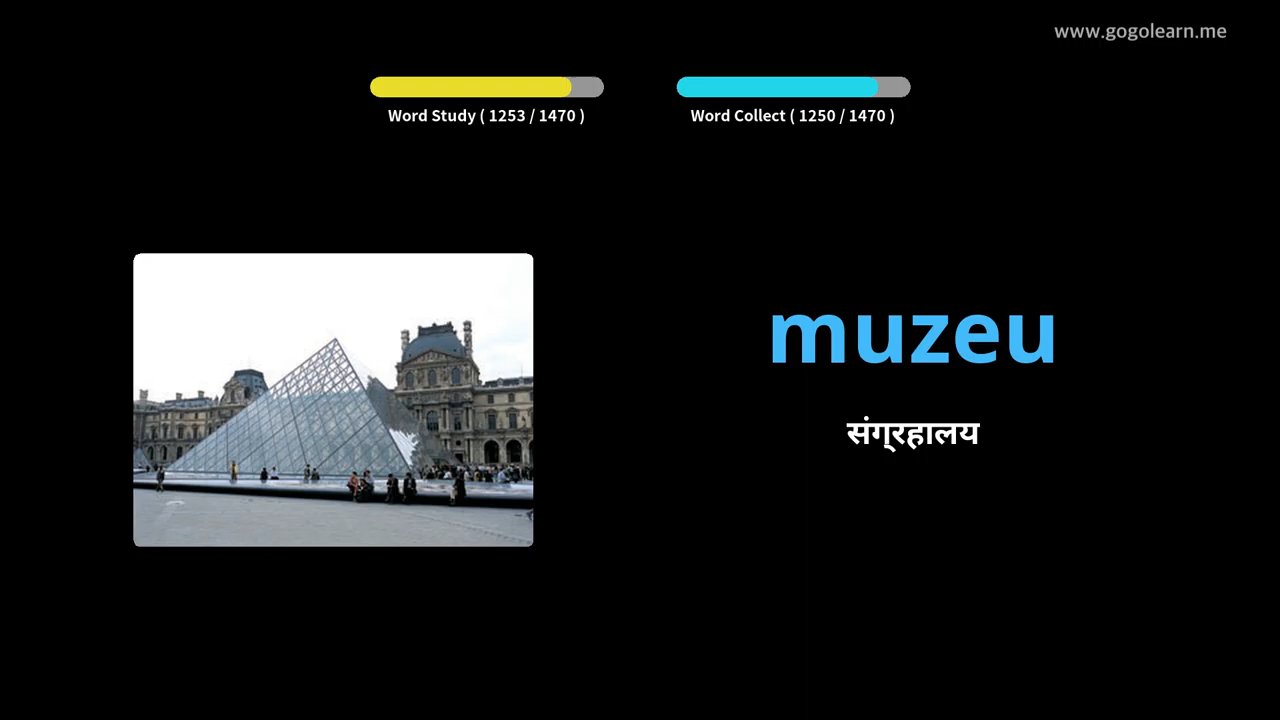 www.gogolearn.me
Word Study ( 1253 / 1470 )
Word Collect ( 1250 / 1470 )
muzeu
संग्रहालय